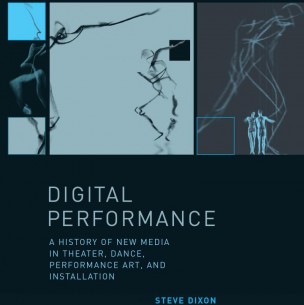 DIGITAL
PERFORMANCE
A HISTORY OF NEW MEDIA
IN THEATER, DANCE,
PERFORMANCE ART, AND
INSTALLATION
STEVE DIXON